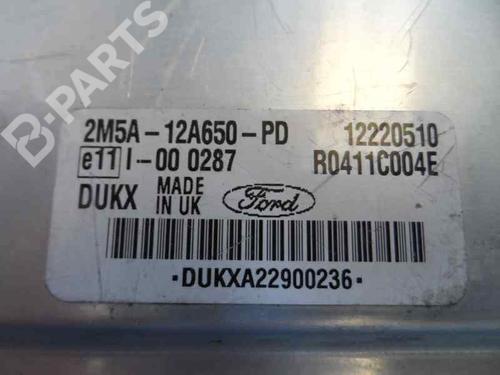 B-PARTS
2M5A-12A650-PD 12220510
e11 I-00 0287 R0411C004E
DUKX MADE IN UK Ford
·DUKXA22900236·